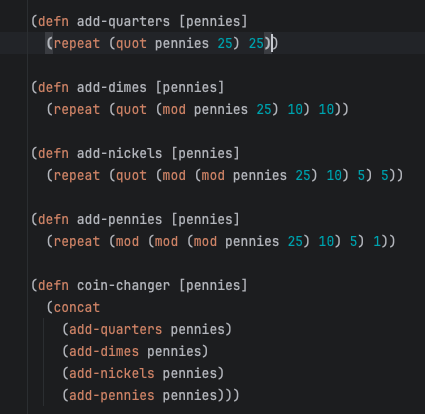 (defn add-quarters [pennies]
  (repeat (quot pennies 25) 25))

(defn add-dimes [pennies]
  (repeat (quot (mod pennies 25) 10) 10))

(defn add-nickels [pennies]
  (repeat (quot (mod (mod pennies 25) 10) 5) 5))

(defn add-pennies [pennies]
  (repeat (mod (mod (mod pennies 25) 10) 5) 1))

(defn coin-changer [pennies]
  (concat
    (add-quarters pennies)
    (add-dimes pennies)
    (add-nickels pennies)
    (add-pennies pennies)))